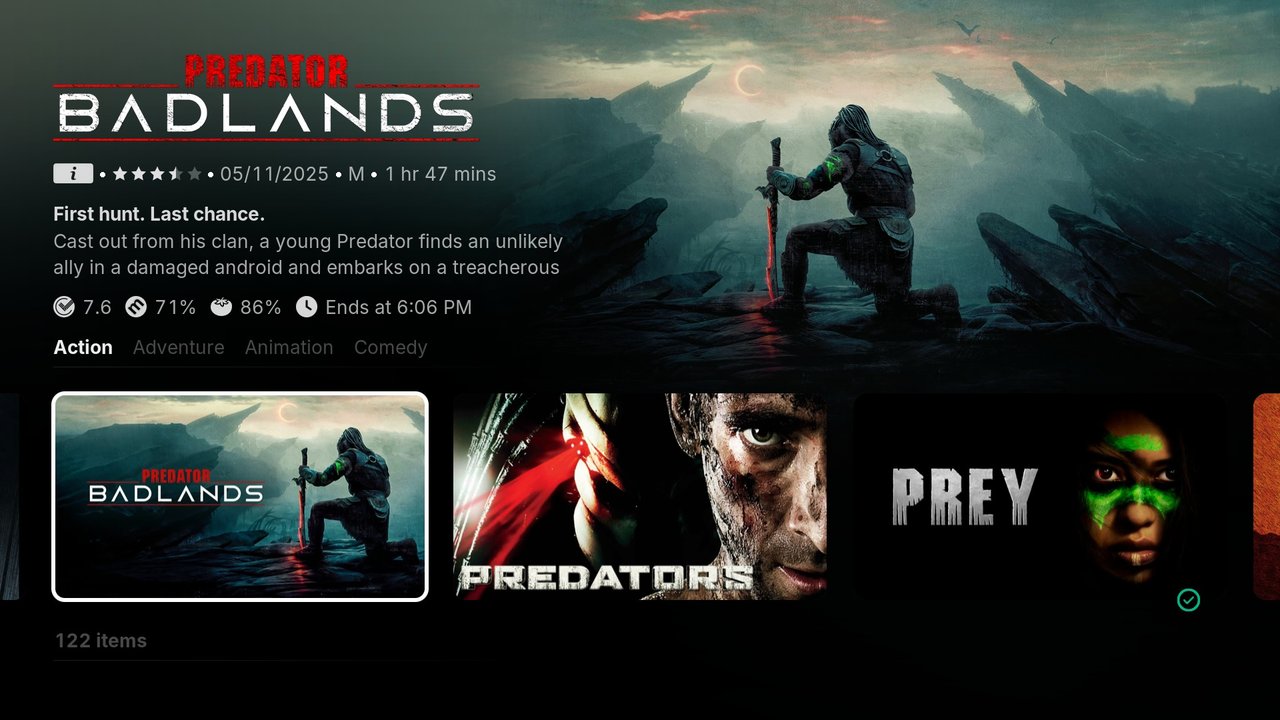 PREDATOR
BADLANDS
i • • 05/11/2025 • M • 1 hr 47 mins
First hunt. Last chance.
Cast out from his clan, a young Predator finds an unlikely
ally in a damaged android and embarks on a treacherous
7.6 71% 86% Ends at 6:06 PM
Action Adventure Animation Comedy
PREDATOR
BADLANDS
PREDATORS
PREY
122 items